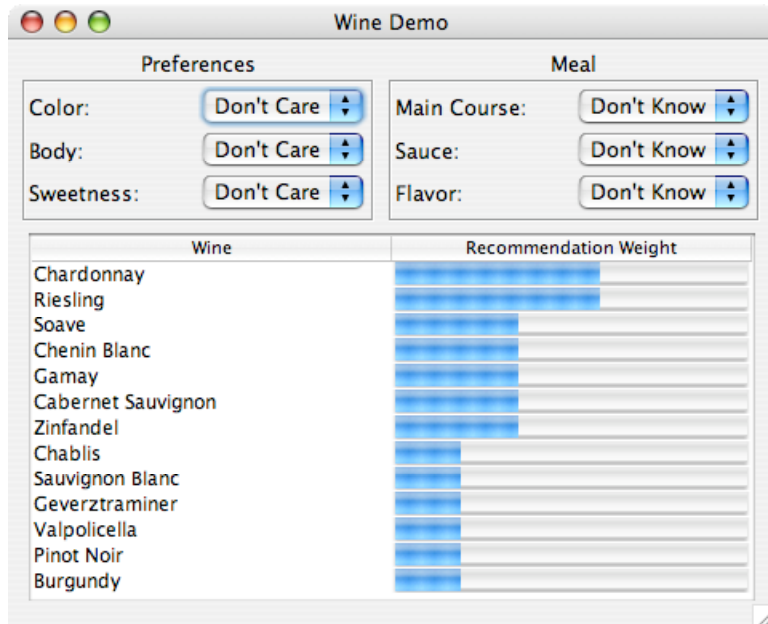 Wine Demo
Preferences
Color: Don't Care
Body: Don't Care
Sweetness: Don't Care
Meal
Main Course: Don't Know
Sauce: Don't Know
Flavor: Don't Know
Wine Recommendation Weight
Chardonnay
Riesling
Soave
Chenin Blanc
Gamay
Cabernet Sauvignon
Zinfandel
Chablis
Sauvignon Blanc
Geverztraminer
Valpolicella
Pinot Noir
Burgundy